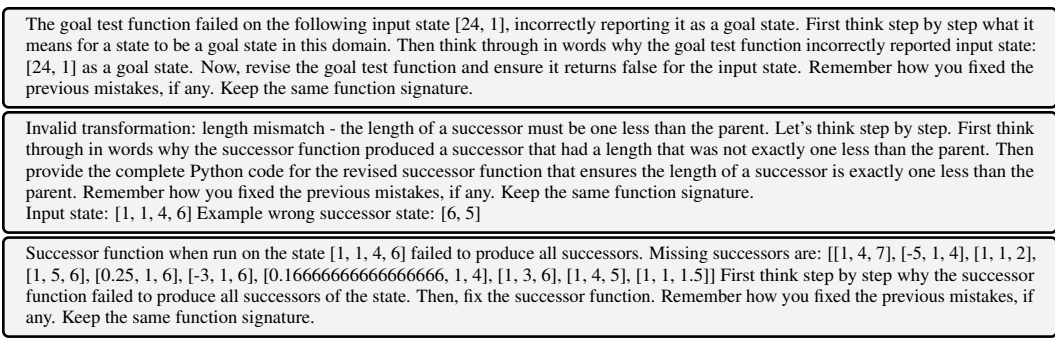 The goal test function failed on the following input state [24, 1], incorrectly reporting it as a goal state. First think step by step what it
means for a state to be a goal state in this domain. Then think through in words why the goal test function incorrectly reported input state:
[24, 1] as a goal state. Now, revise the goal test function and ensure it returns false for the input state. Remember how you fixed the
previous mistakes, if any. Keep the same function signature.
Invalid transformation: length mismatch - the length of a successor must be one less than the parent. Let's think step by step. First think
through in words why the successor function produced a successor that had a length that was not exactly one less than the parent. Then
provide the complete Python code for the revised successor function that ensures the length of a successor is exactly one less than the
parent. Remember how you fixed the previous mistakes, if any. Keep the same function signature.
Input state: [1, 1, 4, 6] Example wrong successor state: [6, 5]
Successor function when run on the state [1, 1, 4, 6] failed to produce all successors. Missing successors are: [[1, 4, 7], [-5, 1, 4], [1, 1, 2],
[1, 5, 6], [0.25, 1, 6], [-3, 1, 6], [0.16666666666666666, 1, 4], [1, 3, 6], [1, 4, 5], [1, 1, 1.5]] First think step by step why the successor
function failed to produce all successors of the state. Then, fix the successor function. Remember how you fixed the previous mistakes, if
any. Keep the same function signature.